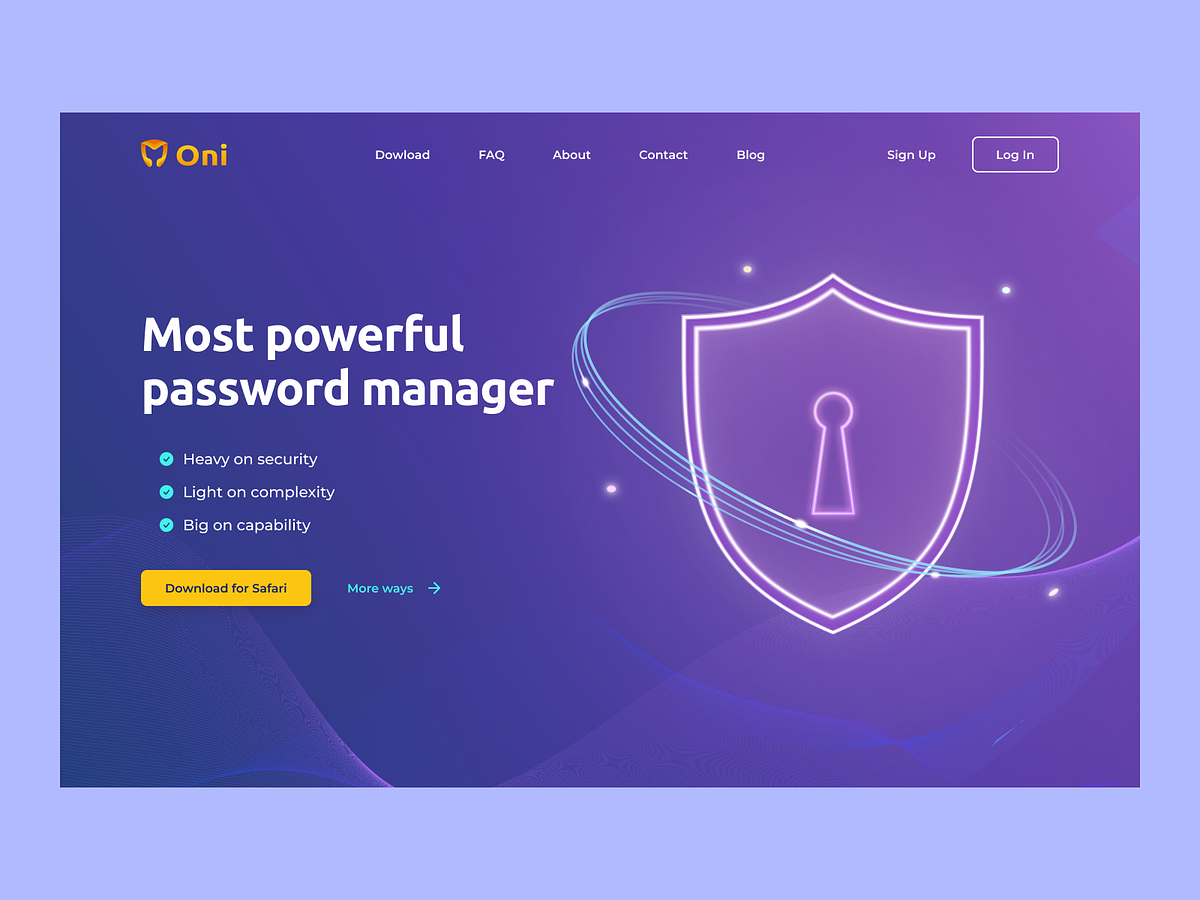 Oni
Dowload FAQ About Contact Blog Sign Up Log In
Most powerful
password manager
Heavy on security
Light on complexity
Big on capability
Download for Safari More ways